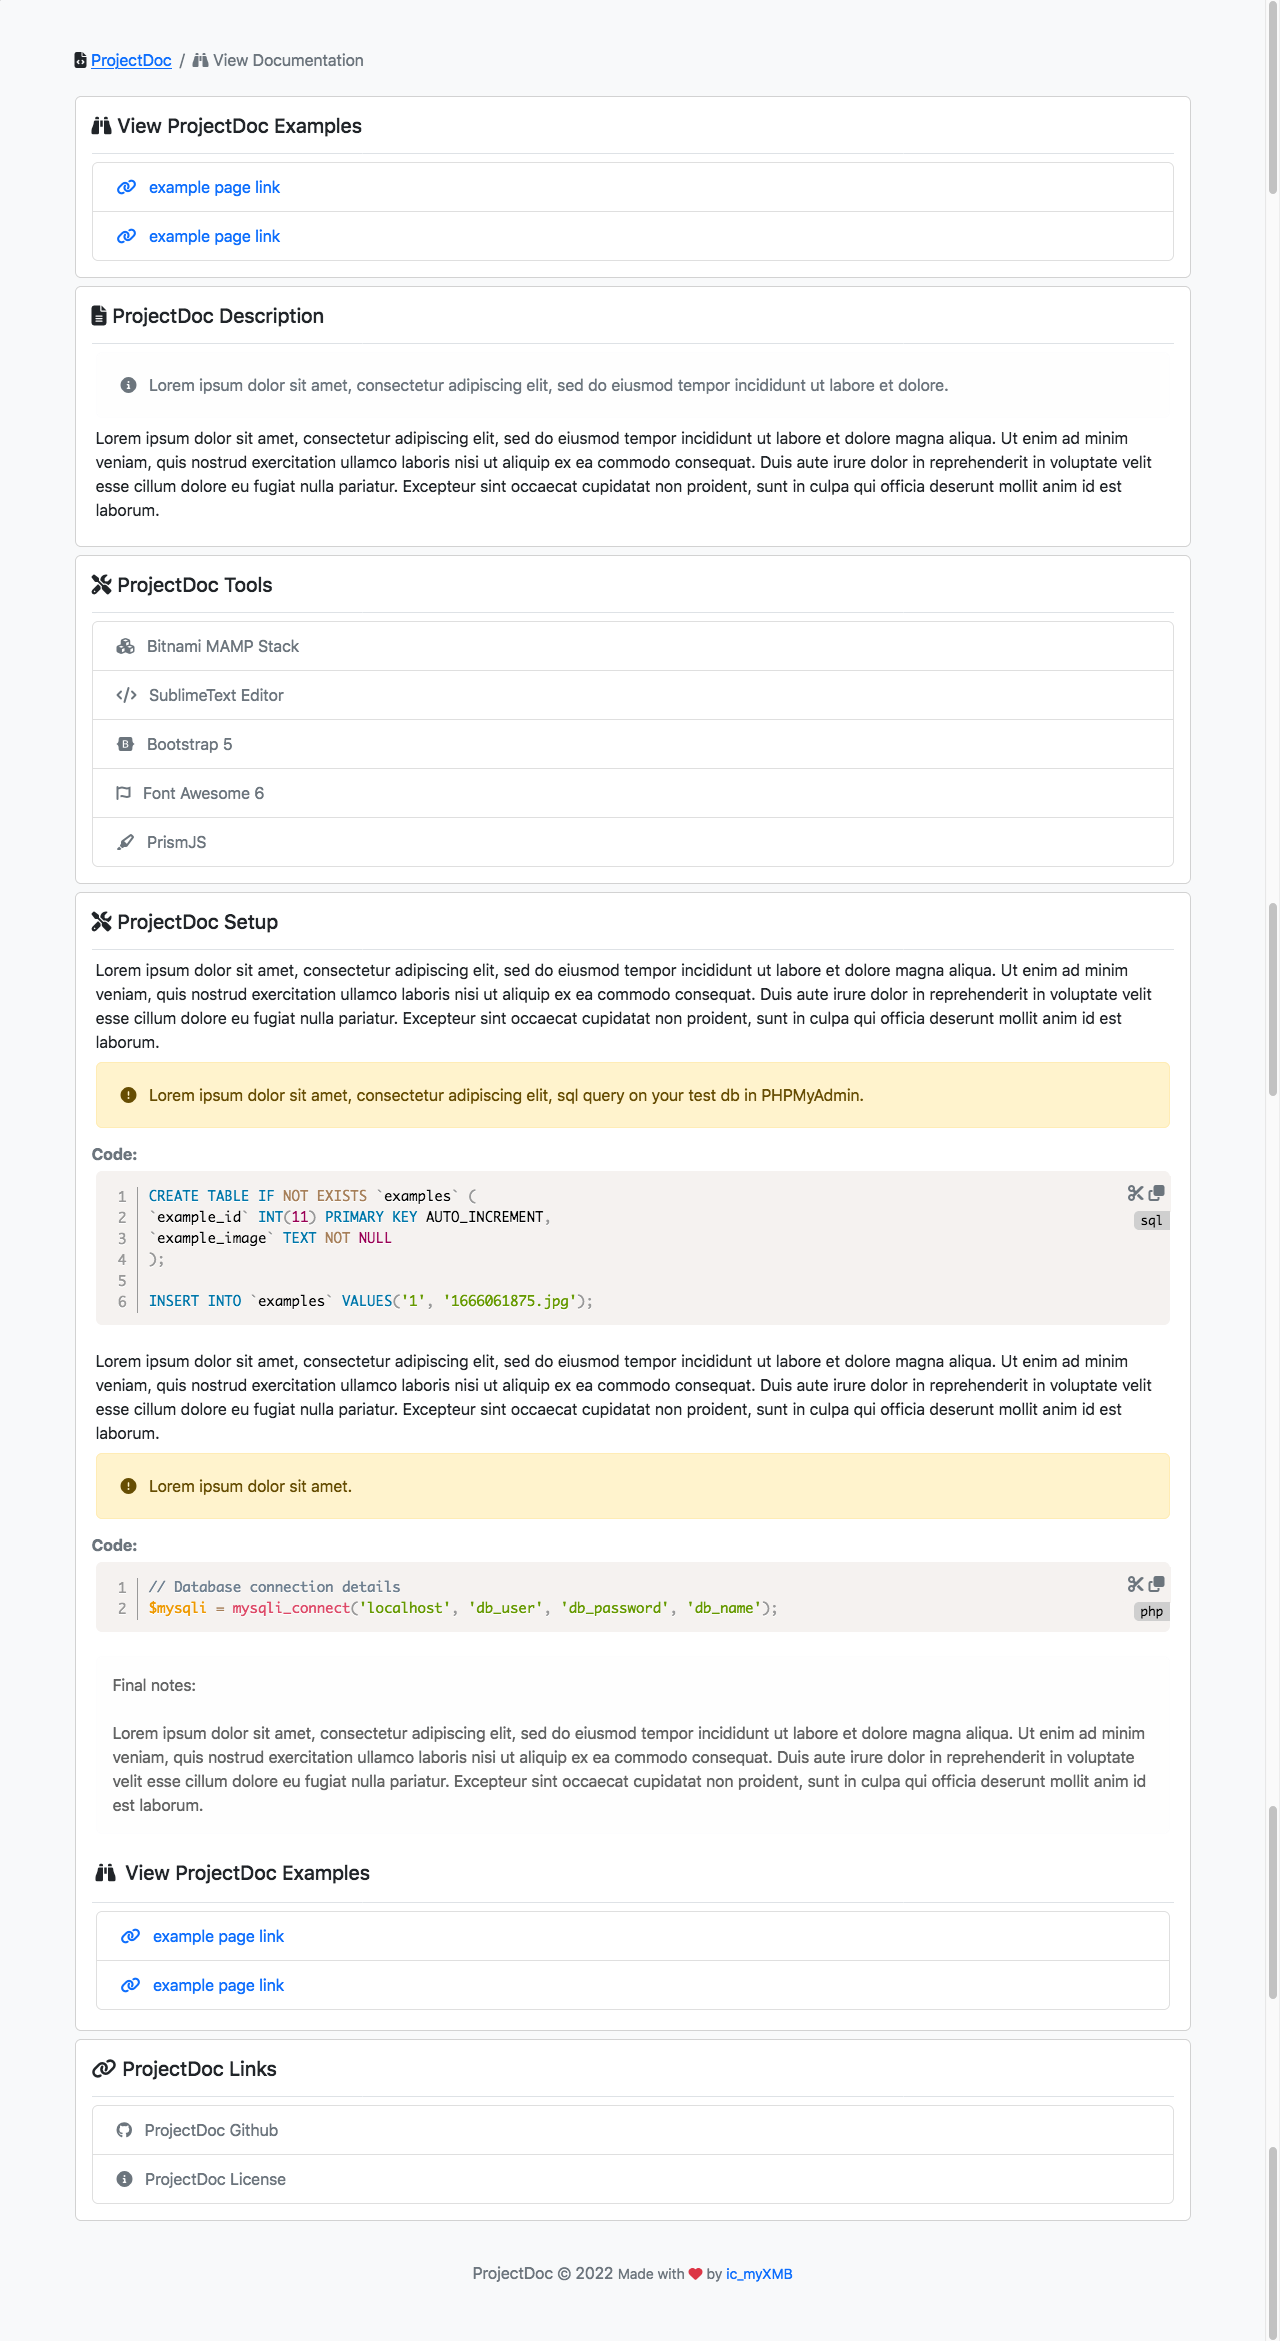 ProjectDoc / View Documentation
View ProjectDoc Examples
example page link
example page link
ProjectDoc Description
Lorem ipsum dolor sit amet, consectetur adipiscing elit, sed do eiusmod tempor incididunt ut labore et dolore.
Lorem ipsum dolor sit amet, consectetur adipiscing elit, sed do eiusmod tempor incididunt ut labore et dolore magna aliqua. Ut enim ad minim
veniam, quis nostrud exercitation ullamco laboris nisi ut aliquip ex ea commodo consequat. Duis aute irure dolor in reprehenderit in voluptate velit
esse cillum dolore eu fugiat nulla pariatur. Excepteur sint occaecat cupidatat non proident, sunt in culpa qui officia deserunt mollit anim id est
laborum.
ProjectDoc Tools
Bitnami MAMP Stack
SublimeText Editor
Bootstrap 5
Font Awesome 6
PrismJS
ProjectDoc Setup
Lorem ipsum dolor sit amet, consectetur adipiscing elit, sed do eiusmod tempor incididunt ut labore et dolore magna aliqua. Ut enim ad minim
veniam, quis nostrud exercitation ullamco laboris nisi ut aliquip ex ea commodo consequat. Duis aute irure dolor in reprehenderit in voluptate velit
esse cillum dolore eu fugiat nulla pariatur. Excepteur sint occaecat cupidatat non proident, sunt in culpa qui officia deserunt mollit anim id est
laborum.
Lorem ipsum dolor sit amet, consectetur adipiscing elit, sql query on your test db in PHPMyAdmin.
Code:
1 CREATE TABLE IF NOT EXISTS `examples` (
2 `example_id` INT(11) PRIMARY KEY AUTO_INCREMENT,
sql
3 `example_image` TEXT NOT NULL
4 );
5
6 INSERT INTO `examples` VALUES('1', '1666061875.jpg');
Lorem ipsum dolor sit amet, consectetur adipiscing elit, sed do eiusmod tempor incididunt ut labore et dolore magna aliqua. Ut enim ad minim
veniam, quis nostrud exercitation ullamco laboris nisi ut aliquip ex ea commodo consequat. Duis aute irure dolor in reprehenderit in voluptate velit
esse cillum dolore eu fugiat nulla pariatur. Excepteur sint occaecat cupidatat non proident, sunt in culpa qui officia deserunt mollit anim id est
laborum.
Lorem ipsum dolor sit amet.
Code:
1 // Database connection details
2 $mysqli = mysqli_connect('localhost', 'db_user', 'db_password', 'db_name');
php
Final notes:
Lorem ipsum dolor sit amet, consectetur adipiscing elit, sed do eiusmod tempor incididunt ut labore et dolore magna aliqua. Ut enim ad minim
veniam, quis nostrud exercitation ullamco laboris nisi ut aliquip ex ea commodo consequat. Duis aute irure dolor in reprehenderit in voluptate
velit esse cillum dolore eu fugiat nulla pariatur. Excepteur sint occaecat cupidatat non proident, sunt in culpa qui officia deserunt mollit anim id
est laborum.
View ProjectDoc Examples
example page link
example page link
ProjectDoc Links
ProjectDoc Github
ProjectDoc License
ProjectDoc © 2022 Made with ♥ by ic_myXMB